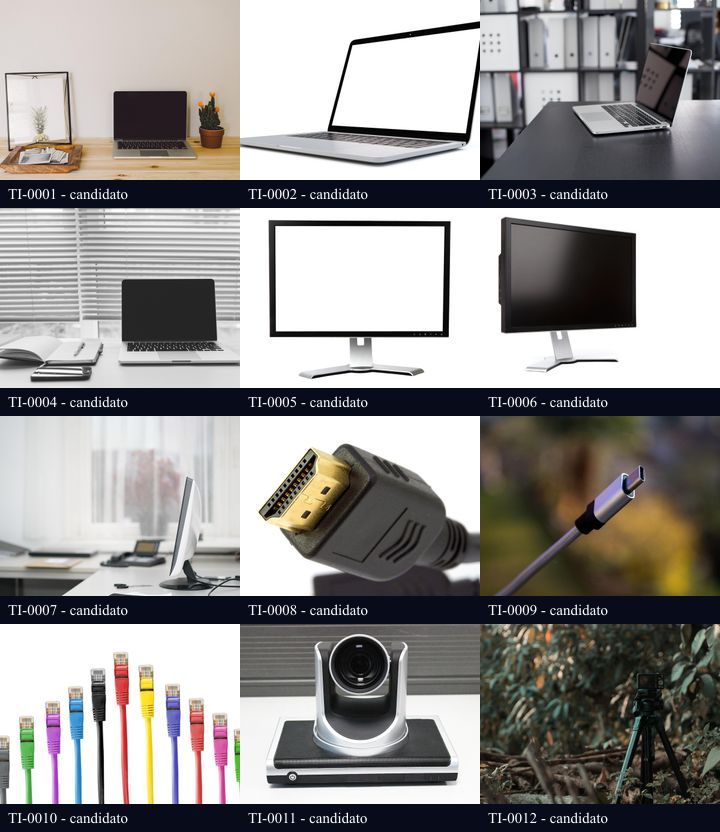 TI-0001 - candidato
TI-0002 - candidato
TI-0003 - candidato
TI-0004 - candidato
TI-0005 - candidato
TI-0006 - candidato
TI-0007 - candidato
TI-0008 - candidato
TI-0009 - candidato
TI-0010 - candidato
TI-0011 - candidato
TI-0012 - candidato